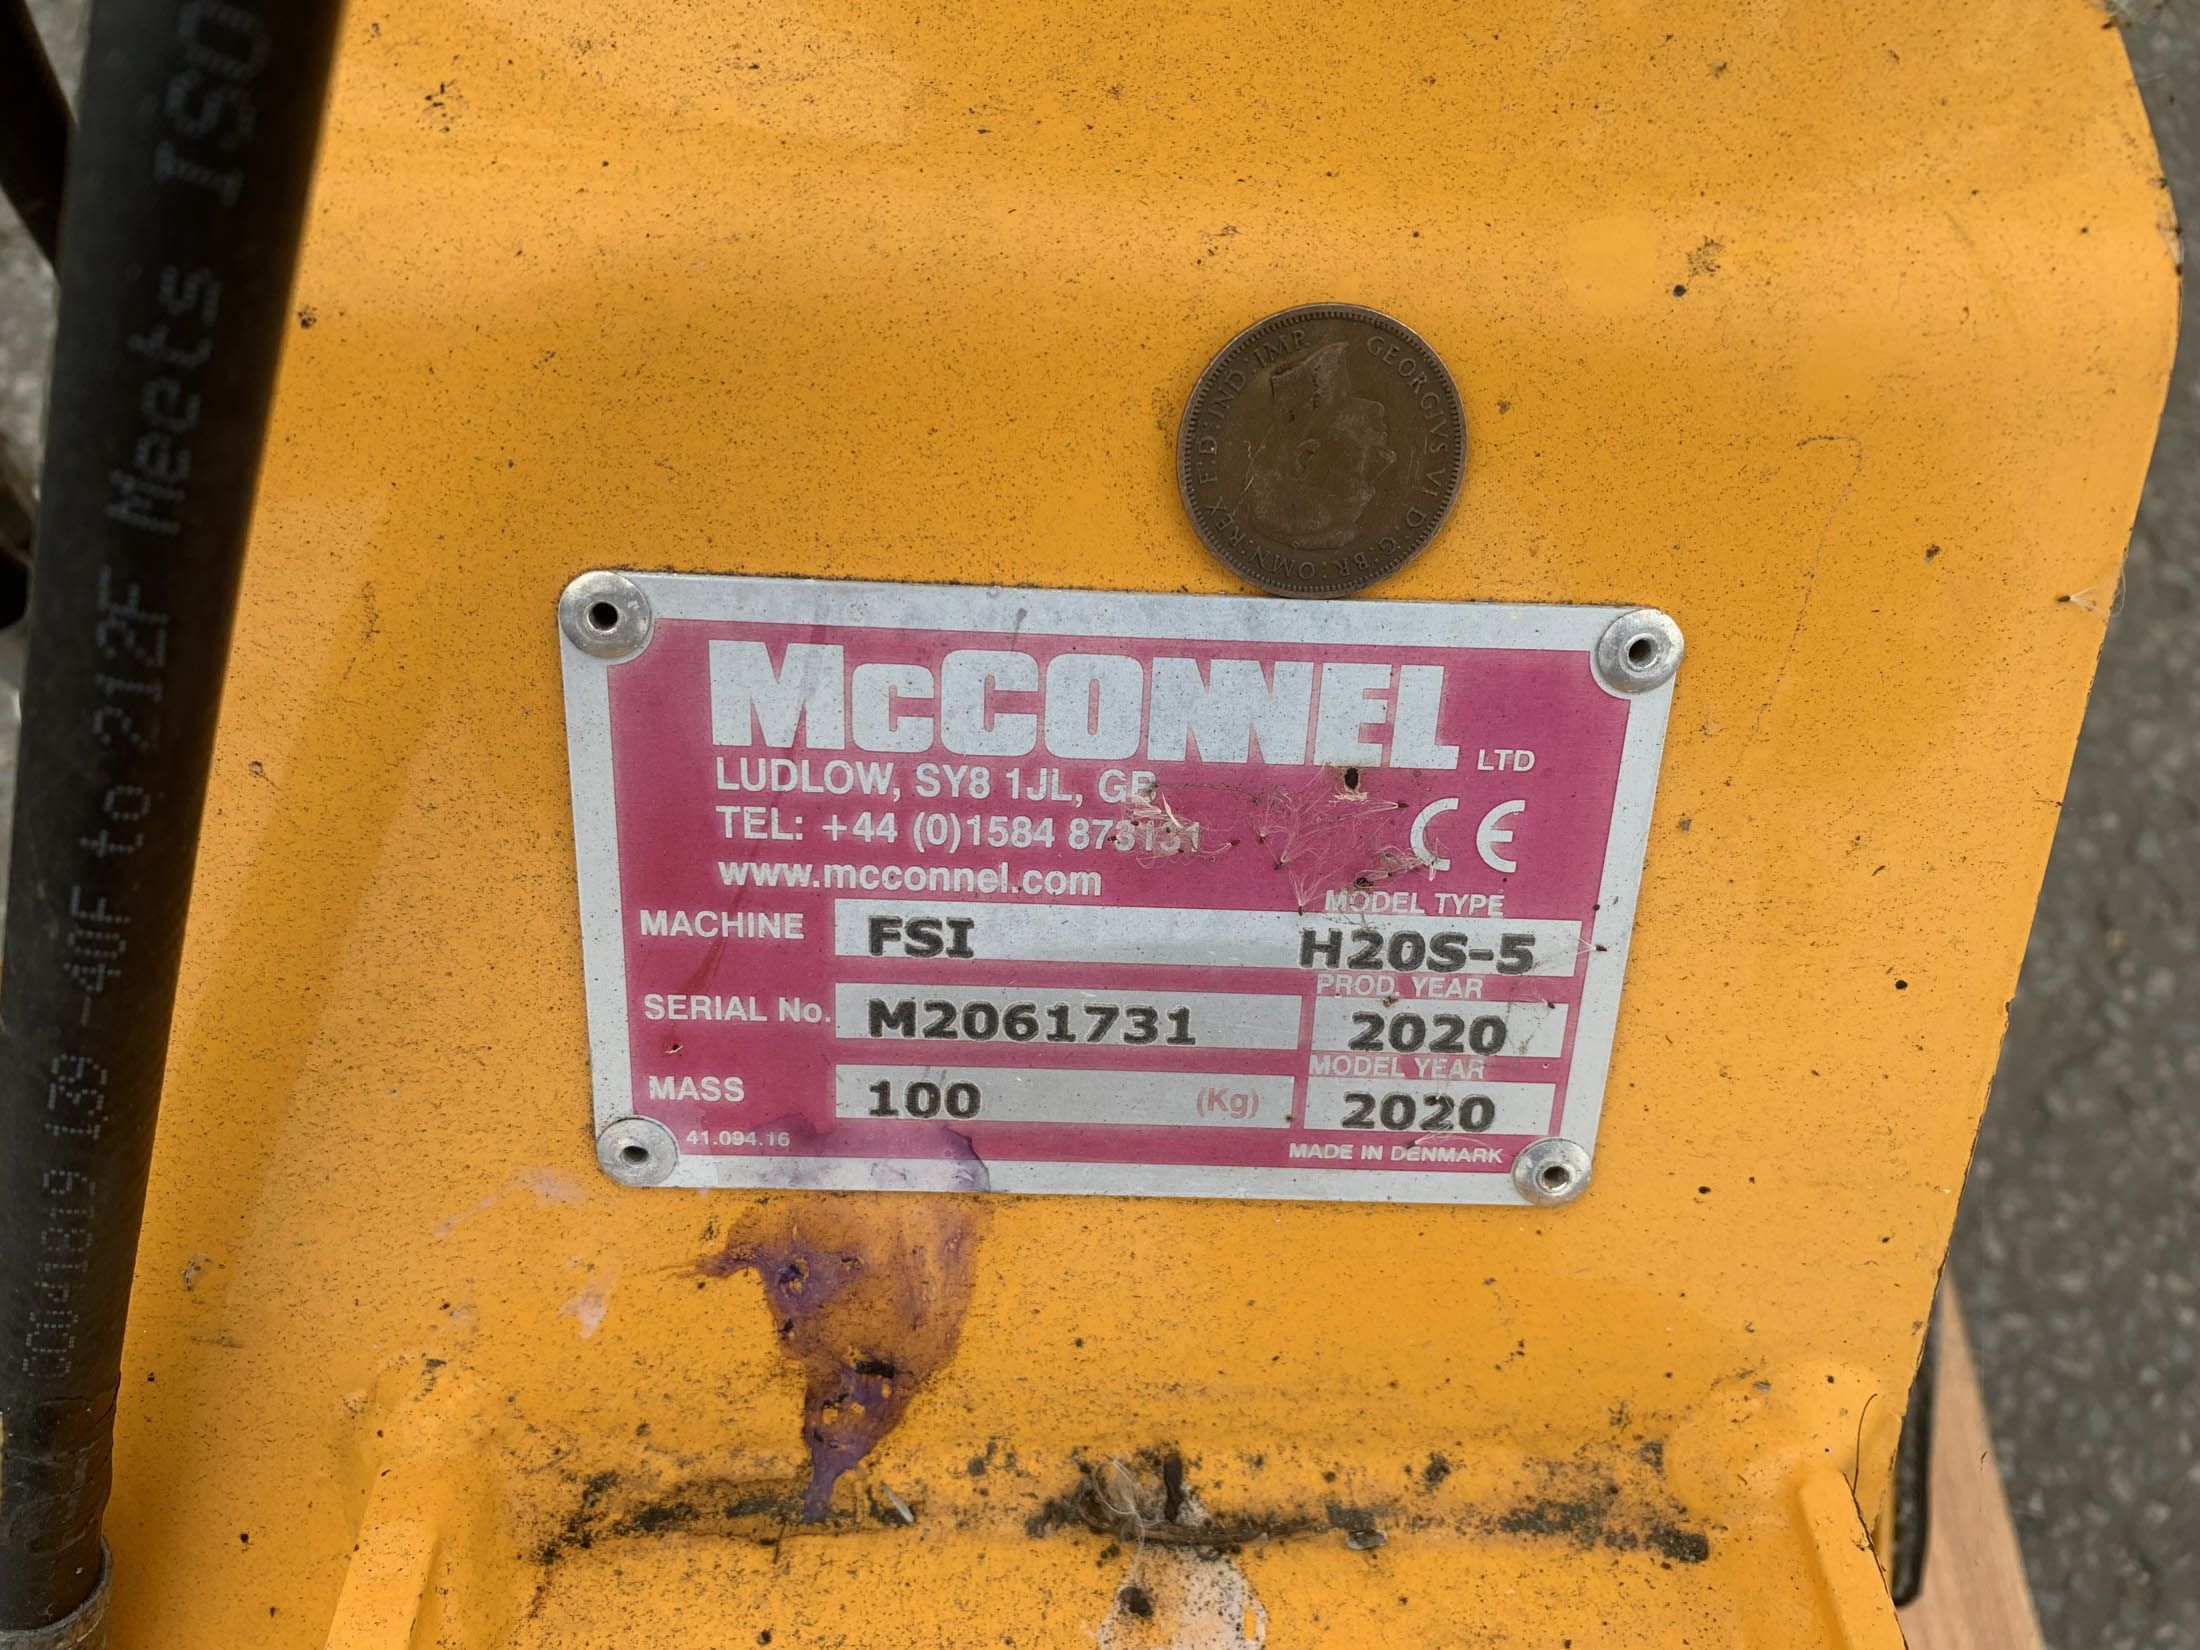 Meets ISO
0041819 139 -40F to 212F
GEORGIVS VI D:G:BR:OMN:REX F:D:IND:IMP.
McCONNEL LTD
LUDLOW, SY8 1JL, GB
TEL: +44 (0)1584 873131
www.mcconnel.com
CE
MODEL TYPE
MACHINE FSI H20S-5
PROD. YEAR
SERIAL No. M2061731 2020
MODEL YEAR
MASS 100 (Kg) 2020
41.094.16 MADE IN DENMARK